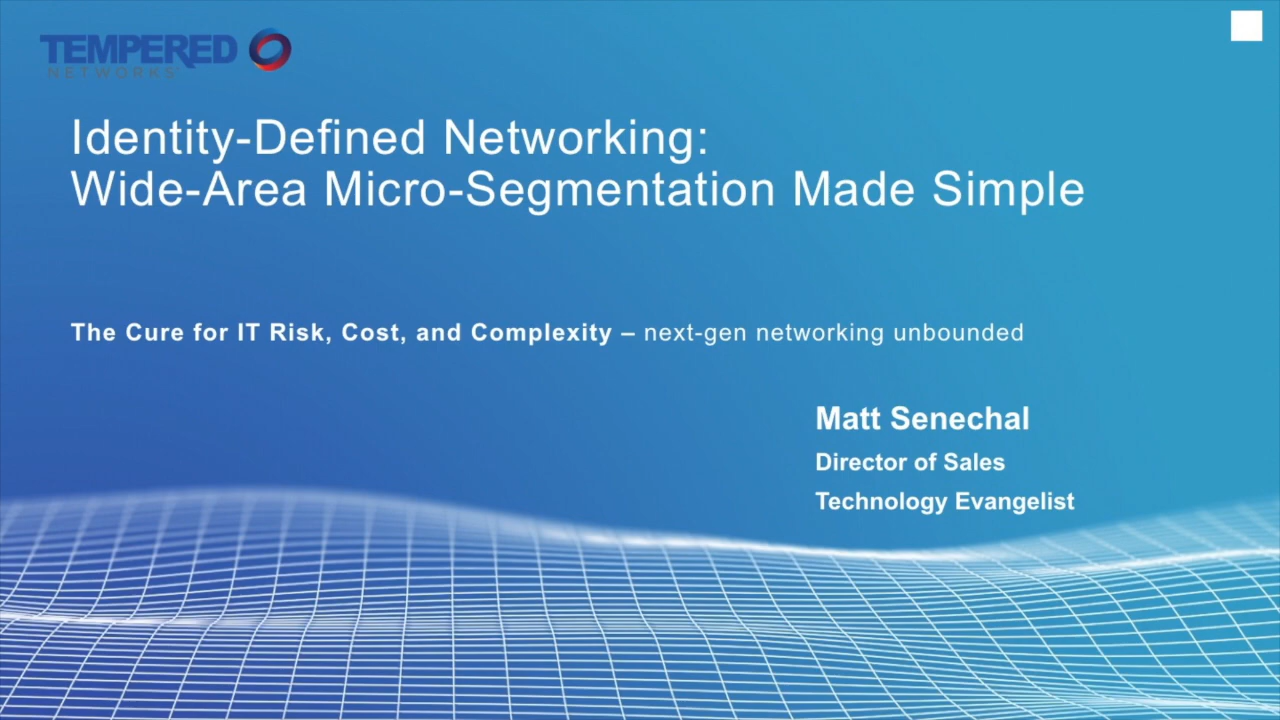 TEMPERED
NETWORKS
Identity-Defined Networking:
Wide-Area Micro-Segmentation Made Simple
The Cure for IT Risk, Cost, and Complexity – next-gen networking unbounded
Matt Senechal
Director of Sales
Technology Evangelist